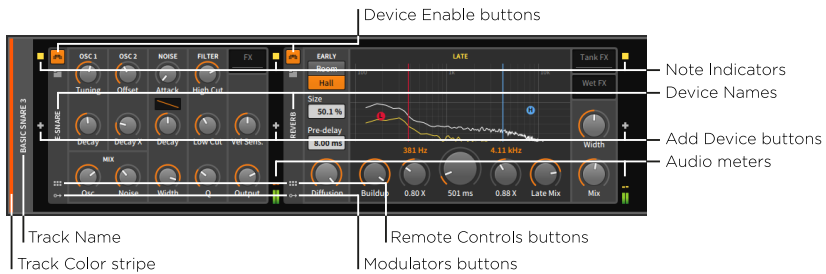 Device Enable buttons
OSC 1 OSC 2 NOISE FILTER FX
EARLY LATE Tank FX
Room
100 1K 10K
Tuning Offset Attack High Cut
Hall
Wet FX
Note Indicators
Size
Device Names
50.1 %
H
L
BASIC SNARE 3
E-SNARE
REVERB
Pre-delay
8.00 ms
Add Device buttons
Decay Decay X Decay Low Cut Vel Sens.
Width
381 Hz 4.11 kHz
Audio meters
MIX
Osc Noise Width Q Output
Diffusion Buildup 0.80 X 501 ms 0.88 X Late Mix Mix
Track Name
Remote Controls buttons
Track Color stripe
Modulators buttons